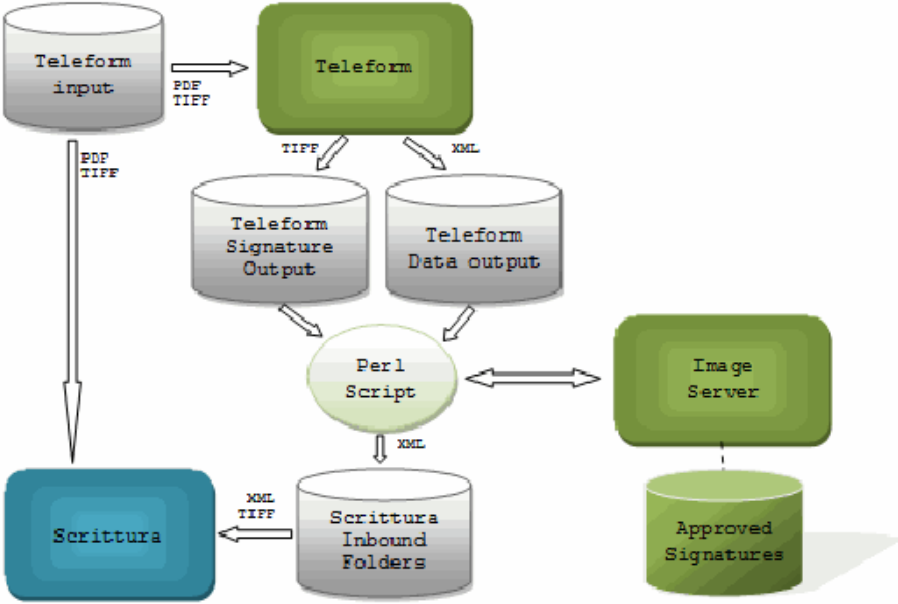 Teleform
input
PDF
TIFF
Teleform
PDF
TIFF
TIFF
XML
Teleform
Signature
Output
Teleform
Data output
Perl
Script
Image
Server
XML
Scrittura
XML
TIFF
Scrittura
Inbound
Folders
Approved
Signatures